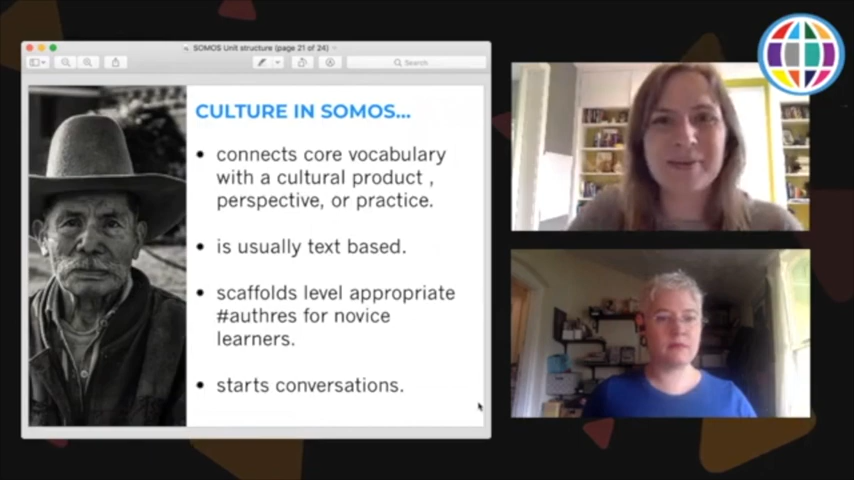 SOMOS Unit structure (page 21 of 24)
Search
CULTURE IN SOMOS...
• connects core vocabulary
with a cultural product ,
perspective, or practice.
• is usually text based.
• scaffolds level appropriate
#authres for novice
learners.
• starts conversations.